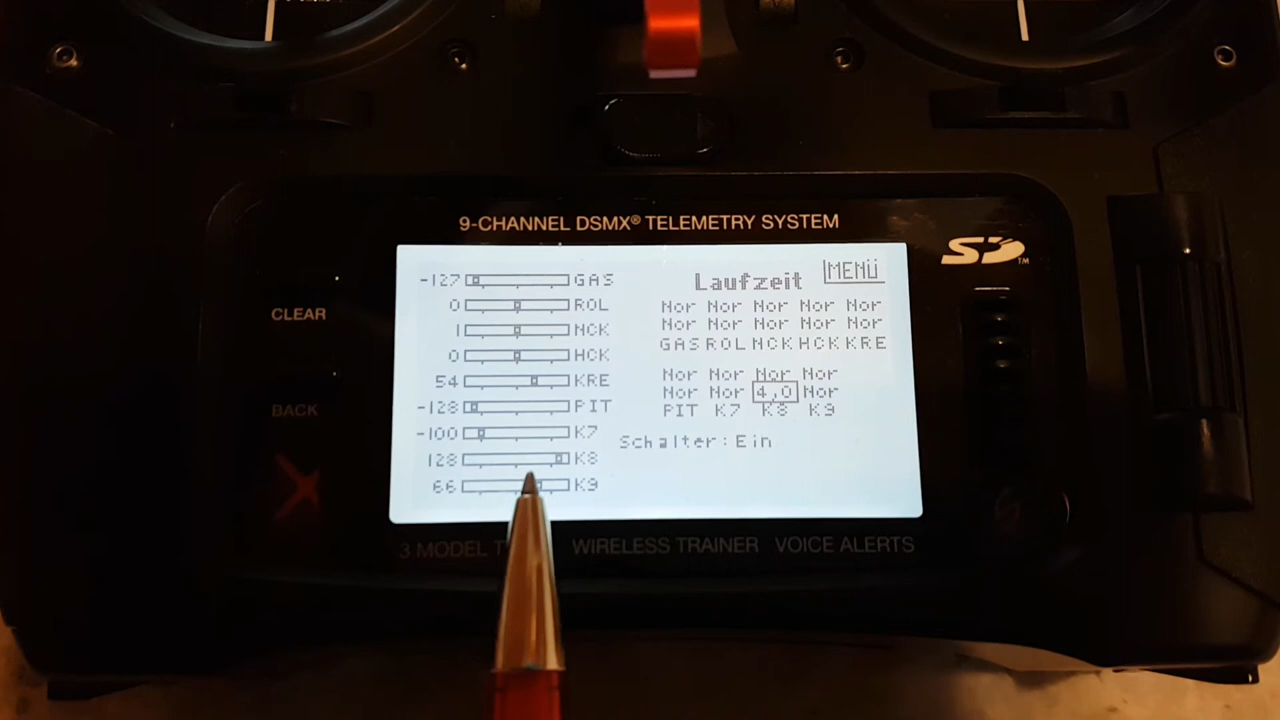 9-CHANNEL DSMX® TELEMETRY SYSTEM
SD™
CLEAR
BACK
Laufzeit
MENÜ
-127 GAS
0 ROL
1 NCK
0 HCK
54 KRE
-128 PIT
-100 K7
128 K8
66 K9
Nor Nor Nor Nor Nor
Nor Nor Nor Nor Nor
GAS ROL NCK HCK KRE
Nor Nor Nor Nor
Nor Nor 4,0 Nor
PIT K7 K8 K9
Schalter:Ein
3 MODEL WIRELESS TRAINER VOICE ALERTS